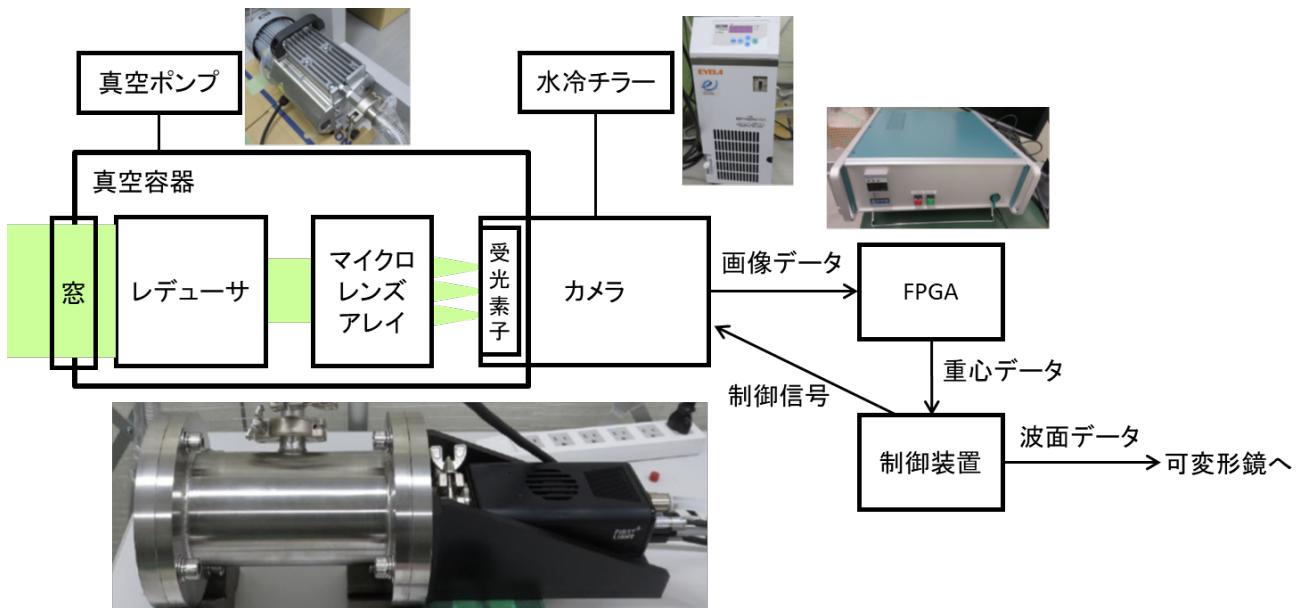 真空ポンプ
水冷チラー
EYELA
真空容器
窓
レデューサ
マイクロ
レンズ
アレイ
受光素子
カメラ
画像データ
FPGA
重心データ
制御信号
制御装置
波面データ
可変形鏡へ
FIRST
LIGHT